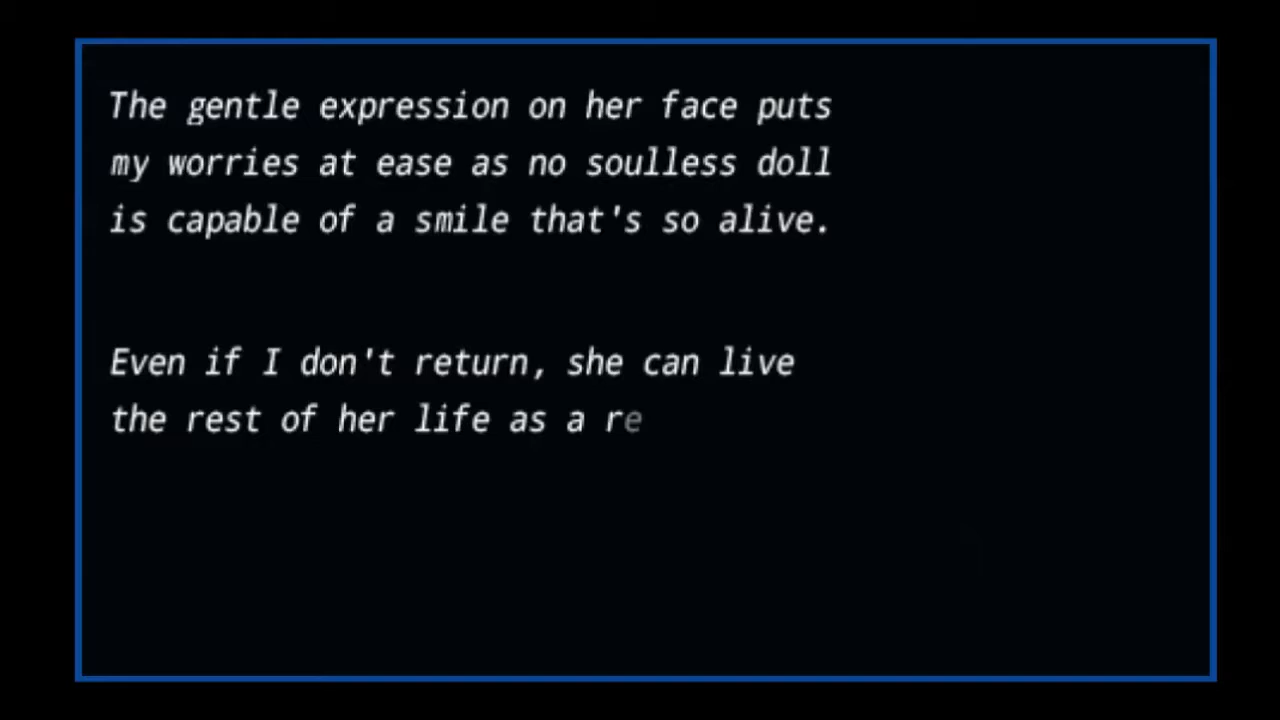 The gentle expression on her face puts
my worries at ease as no soulless doll
is capable of a smile that's so alive.
Even if I don't return, she can live
the rest of her life as a re